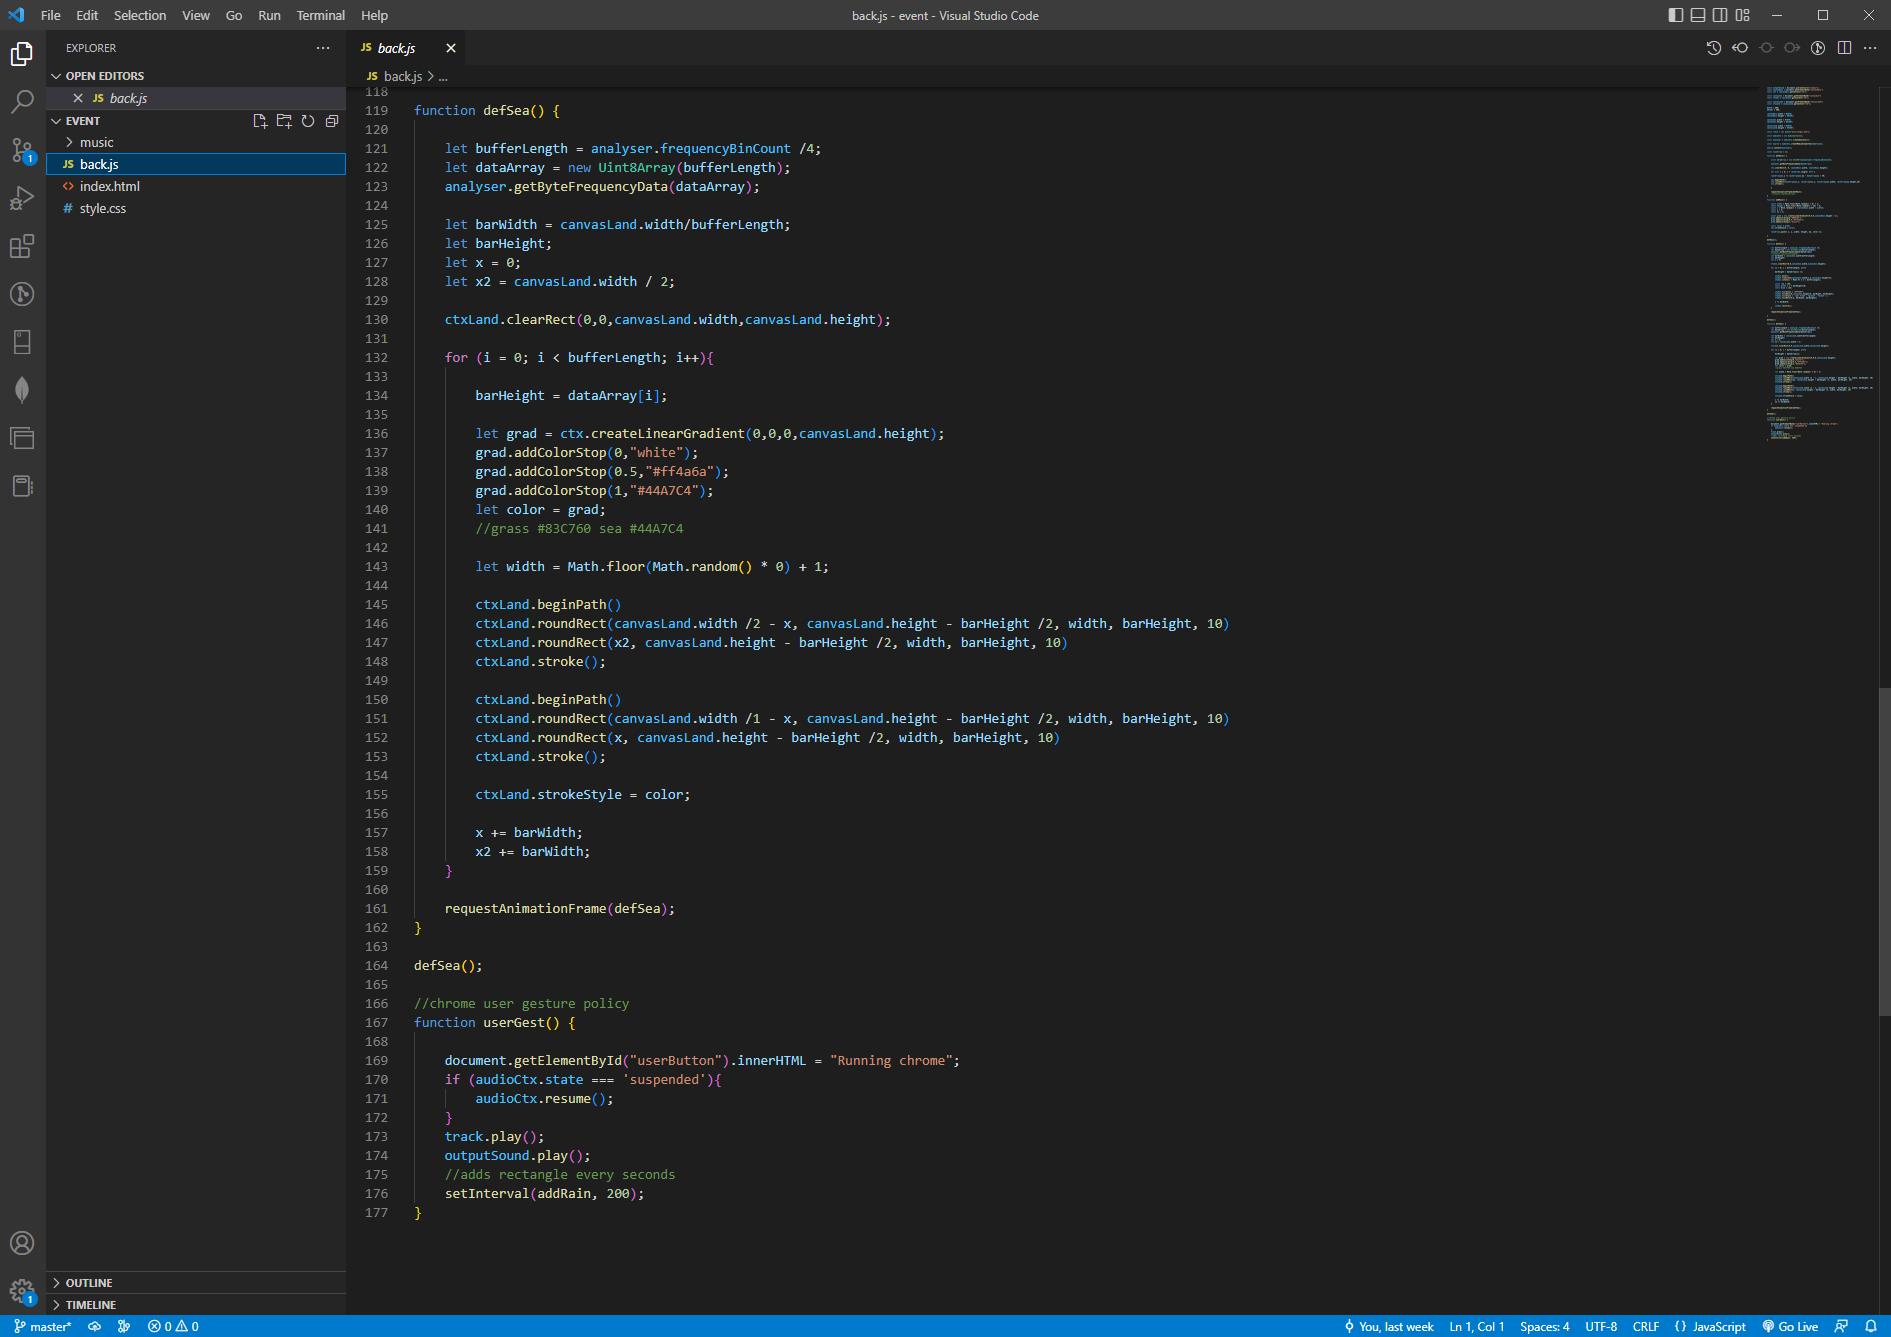 File Edit Selection View Go Run Terminal Help
back.js - event - Visual Studio Code
EXPLORER
OPEN EDITORS
JS back.js
EVENT
music
JS back.js
<> index.html
# style.css
OUTLINE
TIMELINE
JS back.js
JS back.js > ...
118
119 function defSea() {
120
121 let bufferLength = analyser.frequencyBinCount /4;
122 let dataArray = new Uint8Array(bufferLength);
123 analyser.getByteFrequencyData(dataArray);
124
125 let barWidth = canvasLand.width/bufferLength;
126 let barHeight;
127 let x = 0;
128 let x2 = canvasLand.width / 2;
129
130 ctxLand.clearRect(0,0,canvasLand.width,canvasLand.height);
131
132 for (i = 0; i < bufferLength; i++){
133
134 barHeight = dataArray[i];
135
136 let grad = ctx.createLinearGradient(0,0,0,canvasLand.height);
137 grad.addColorStop(0,"white");
138 grad.addColorStop(0.5,"#ff4a6a");
139 grad.addColorStop(1,"#44A7C4");
140 let color = grad;
141 //grass #83C760 sea #44A7C4
142
143 let width = Math.floor(Math.random() * 0) + 1;
144
145 ctxLand.beginPath()
146 ctxLand.roundRect(canvasLand.width /2 - x, canvasLand.height - barHeight /2, width, barHeight, 10)
147 ctxLand.roundRect(x2, canvasLand.height - barHeight /2, width, barHeight, 10)
148 ctxLand.stroke();
149
150 ctxLand.beginPath()
151 ctxLand.roundRect(canvasLand.width /1 - x, canvasLand.height - barHeight /2, width, barHeight, 10)
152 ctxLand.roundRect(x, canvasLand.height - barHeight /2, width, barHeight, 10)
153 ctxLand.stroke();
154
155 ctxLand.strokeStyle = color;
156
157 x += barWidth;
158 x2 += barWidth;
159 }
160
161 requestAnimationFrame(defSea);
162 }
163
164 defSea();
165
166 //chrome user gesture policy
167 function userGest() {
168
169 document.getElementById("userButton").innerHTML = "Running chrome";
170 if (audioCtx.state === 'suspended'){
171 audioCtx.resume();
172 }
173 track.play();
174 outputSound.play();
175 //adds rectangle every seconds
176 setInterval(addRain, 200);
177 }
1
1
master* 0 0 You, last week Ln 1, Col 1 Spaces: 4 UTF-8 CRLF {} JavaScript Go Live